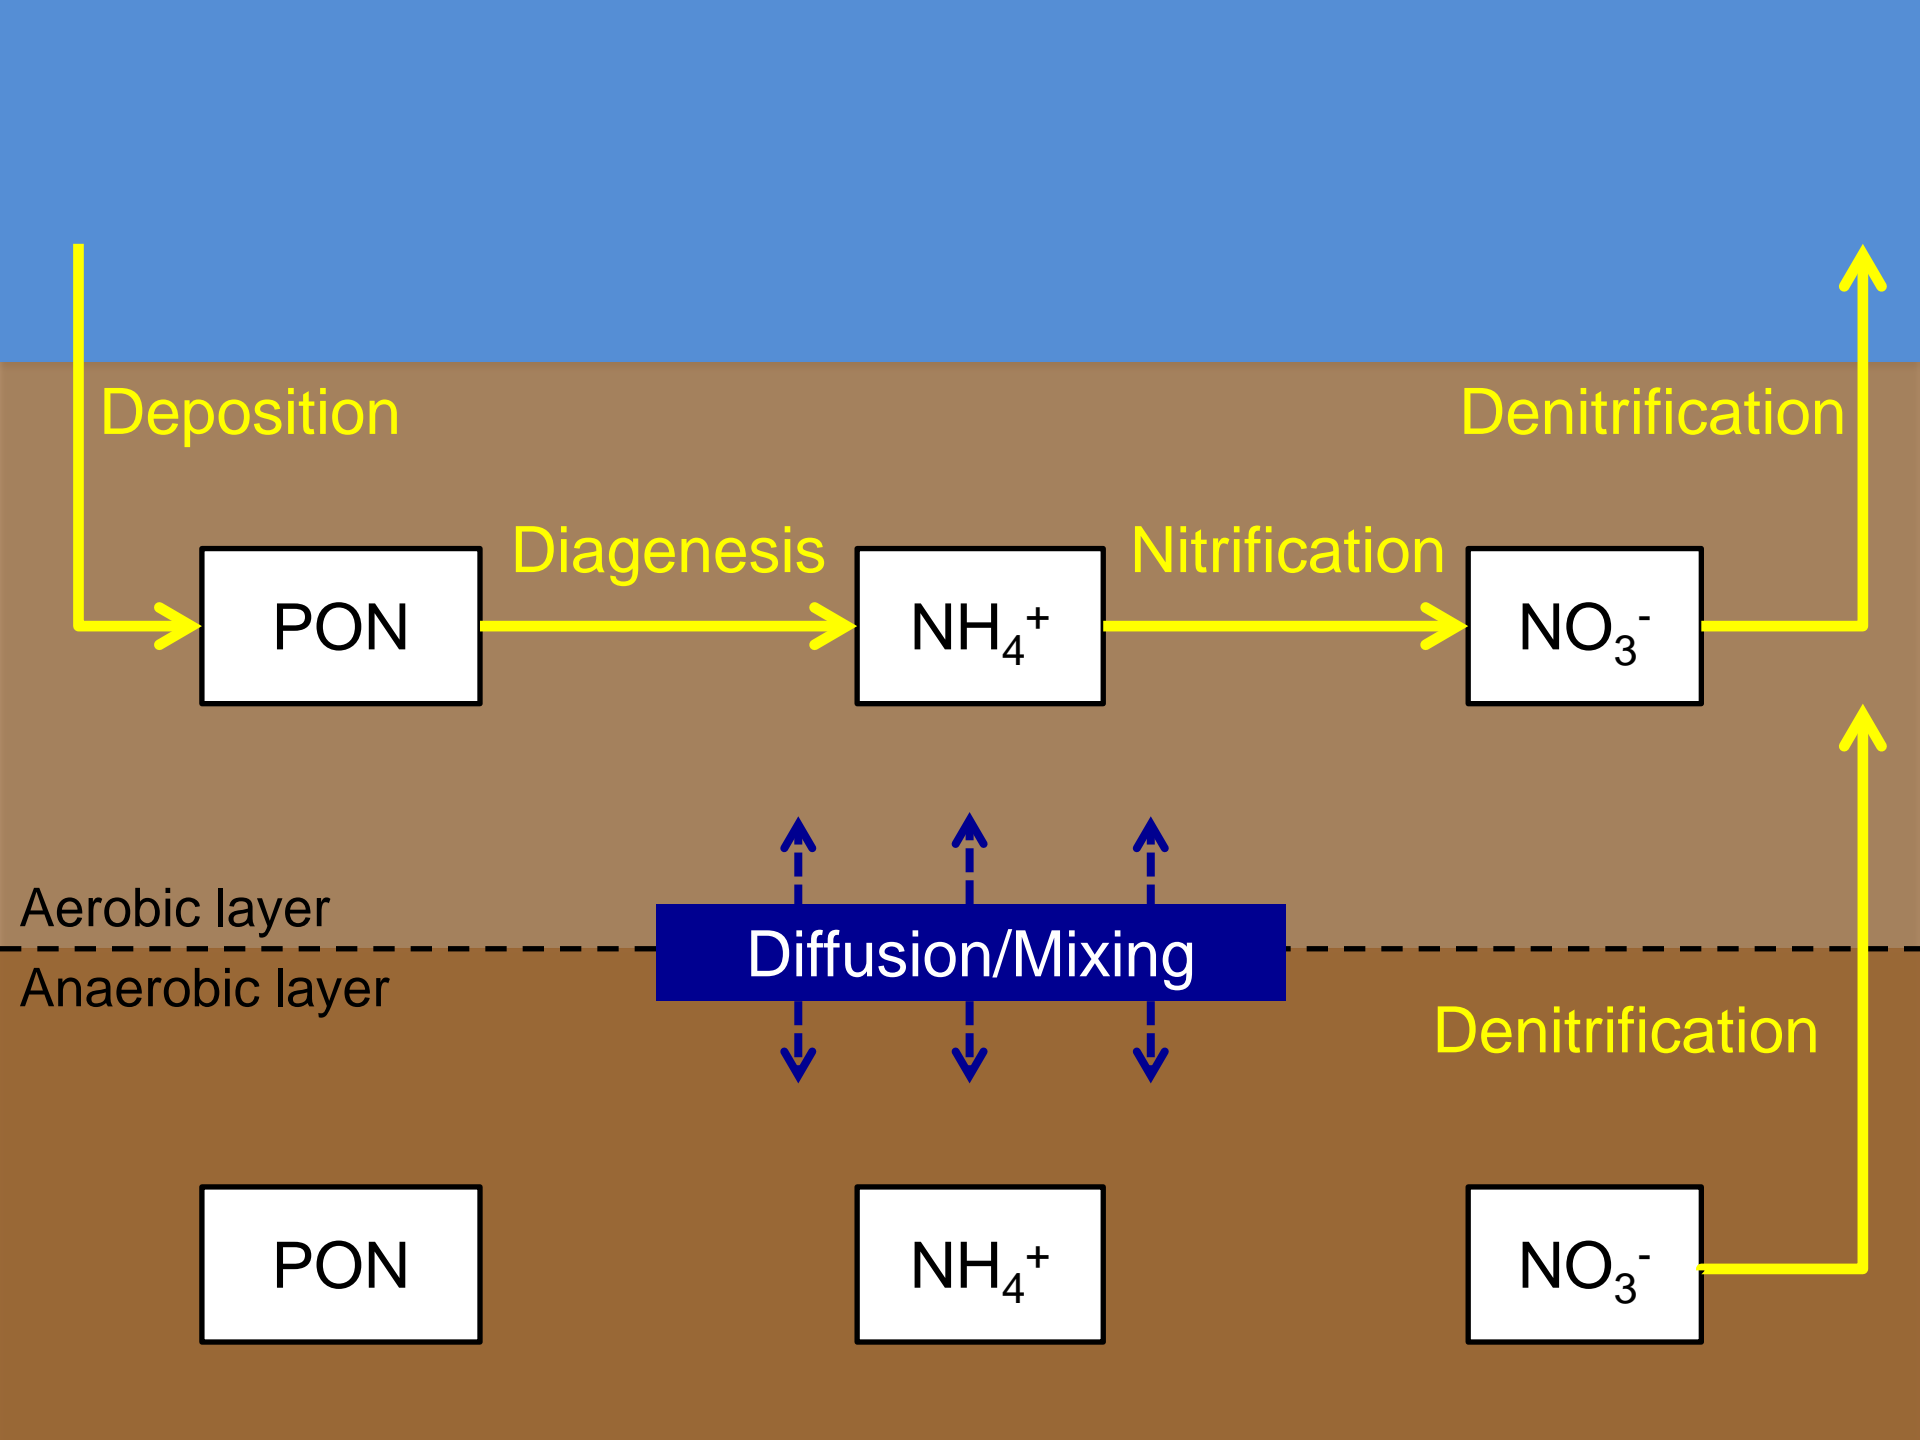 Deposition
Denitrification
Diagenesis
Nitrification
PON
NH₄⁺
NO₃⁻
Aerobic layer
Diffusion/Mixing
Anaerobic layer
Denitrification
PON
NH₄⁺
NO₃⁻